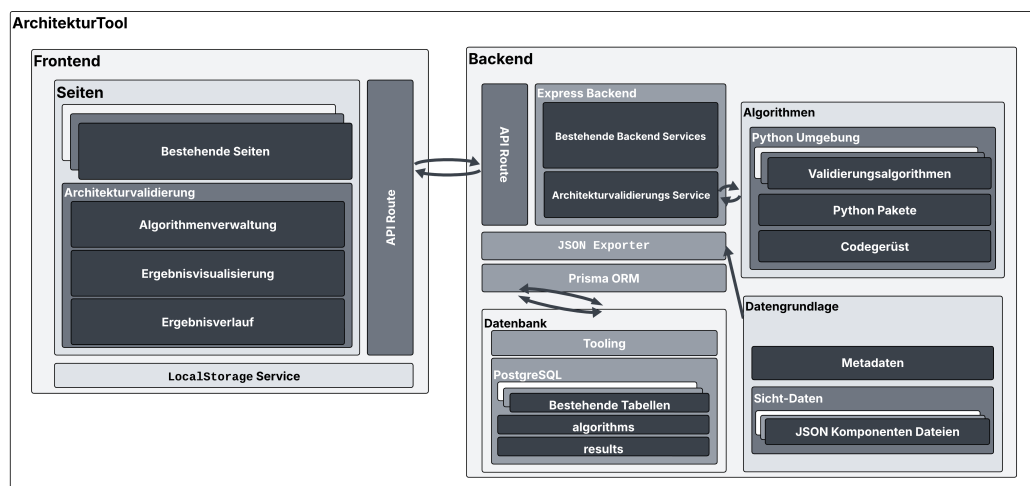 ArchitekturTool
Frontend
Seiten
Bestehende Seiten
Architekturvalidierung
Algorithmenverwaltung
Ergebnisvisualisierung
Ergebnisverlauf
API Route
LocalStorage Service
Backend
API Route
Express Backend
Bestehende Backend Services
Architekturvalidierungs Service
JSON Exporter
Prisma ORM
Datenbank
Tooling
PostgreSQL
Bestehende Tabellen
algorithms
results
Algorithmen
Python Umgebung
Validierungsalgorithmen
Python Pakete
Codegerüst
Datengrundlage
Metadaten
Sicht-Daten
JSON Komponenten Dateien